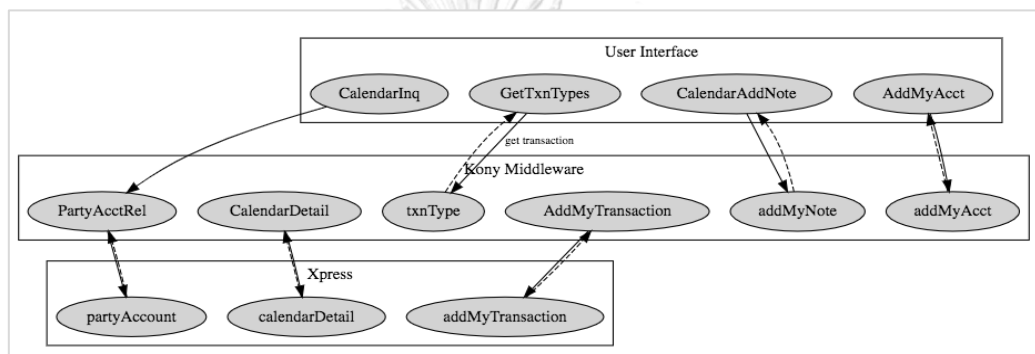 User Interface
CalendarInq GetTxnTypes CalendarAddNote AddMyAcct
get transaction
Kony Middleware
PartyAcctRel CalendarDetail txnType AddMyTransaction addMyNote addMyAcct
Xpress
partyAccount calendarDetail addMyTransaction